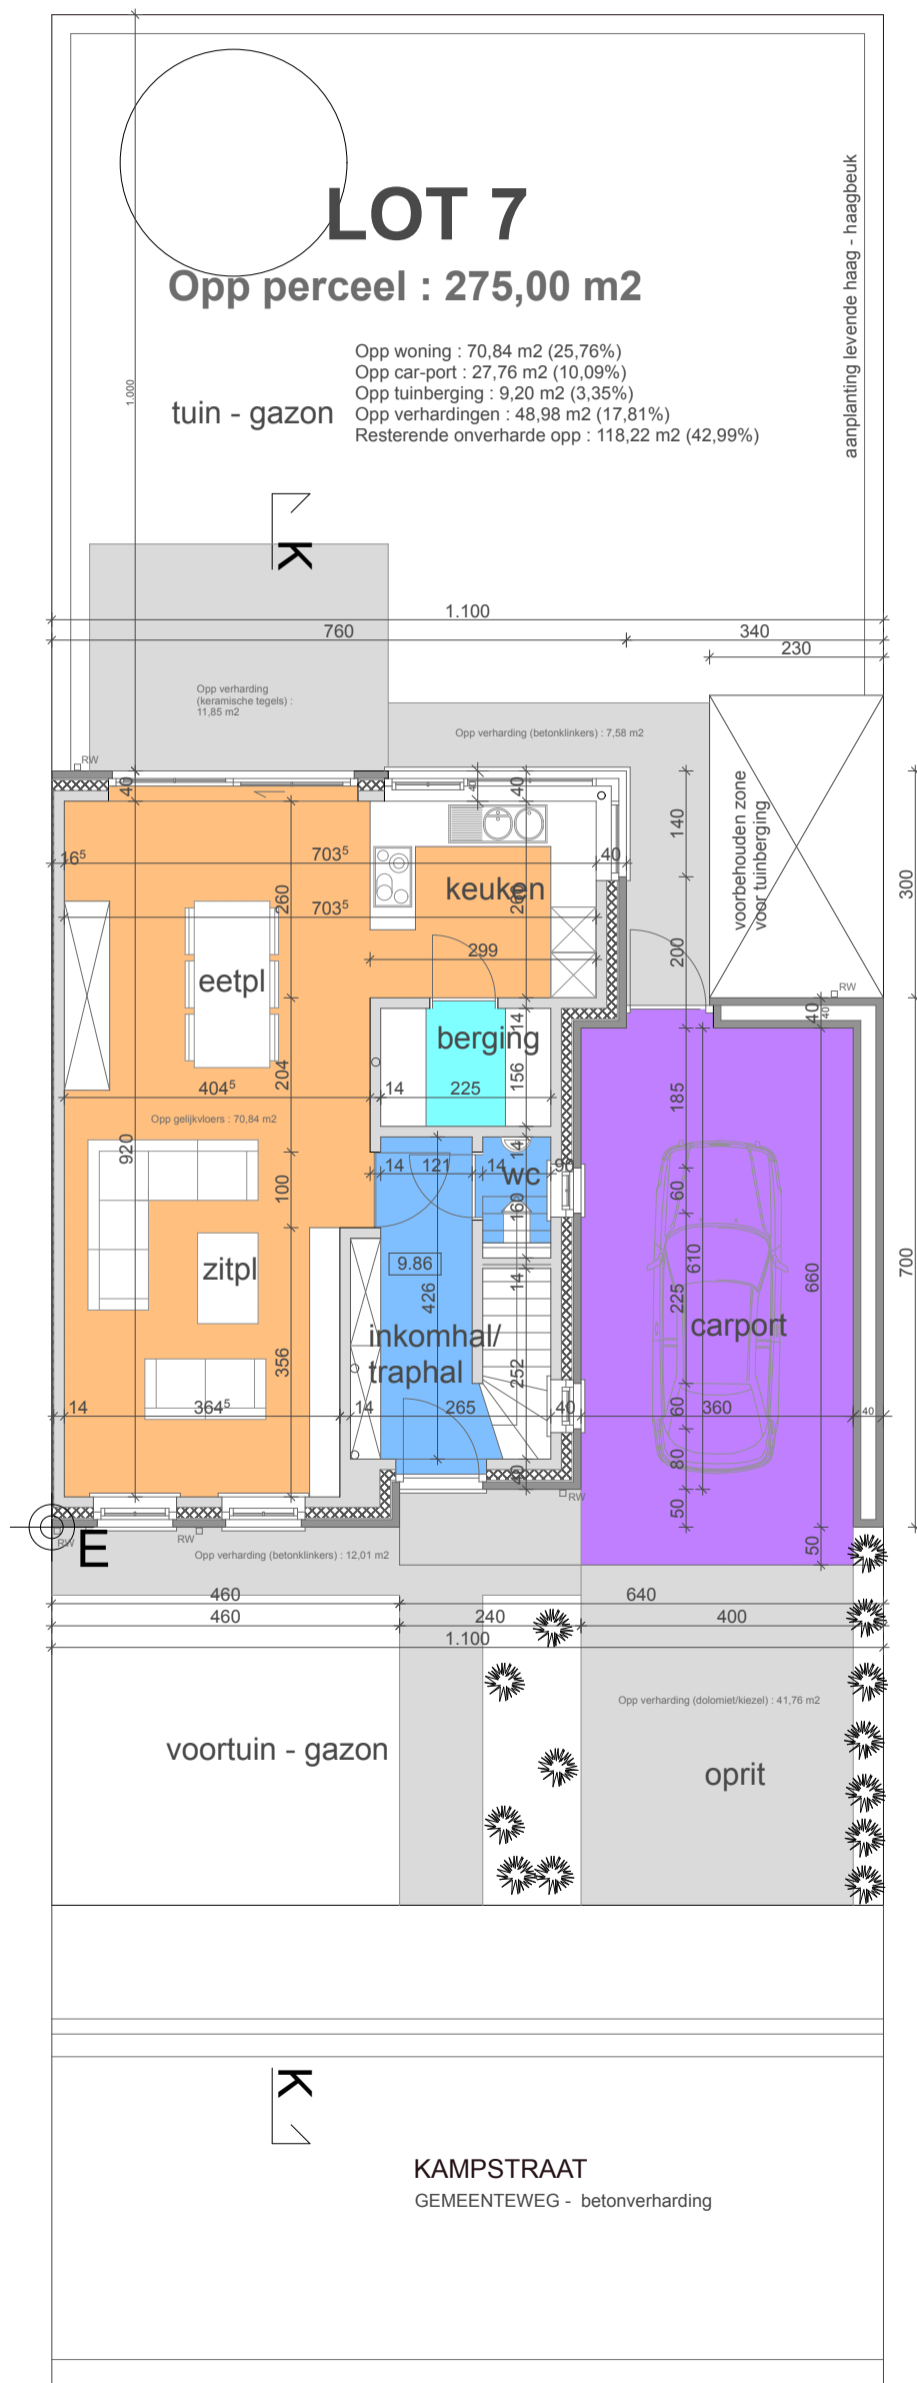 LOT 7
Opp perceel : 275,00 m2
Opp woning : 70,84 m2 (25,76%)
Opp car-port : 27,76 m2 (10,09%)
Opp tuinberging : 9,20 m2 (3,35%)
Opp verhardingen : 48,98 m2 (17,81%)
Resterende onverharde opp : 118,22 m2 (42,99%)
tuin - gazon
aanplanting levende haag - haagbeuk
1.000
K
1.100
760
340
230
Opp verharding
(keramische tegels) :
11,85 m2
Opp verharding (betonklinkers) : 7,58 m2
RW
40
40
40
140
voorbehouden zone
voor tuinberging
300
16⁵
703⁵
40
260
keuken
260
703⁵
299
200
eetpl
RW
14
40
40
berging
204
156
185
404⁵
14
225
Opp gelijkvloers : 70,84 m2
920
14
14
121
14
wc
90
100
160
60
9.86
zitpl
426
14
225
610
660
700
inkomhal/
traphal
carport
356
252
14
364⁵
14
265
40
60
360
40
40
80
RW
50
50
E
RW
RW
Opp verharding (betonklinkers) : 12,01 m2
460
640
460
240
400
1.100
Opp verharding (dolomiet/kiezel) : 41,76 m2
voortuin - gazon
oprit
K
KAMPSTRAAT
GEMEENTEWEG - betonverharding